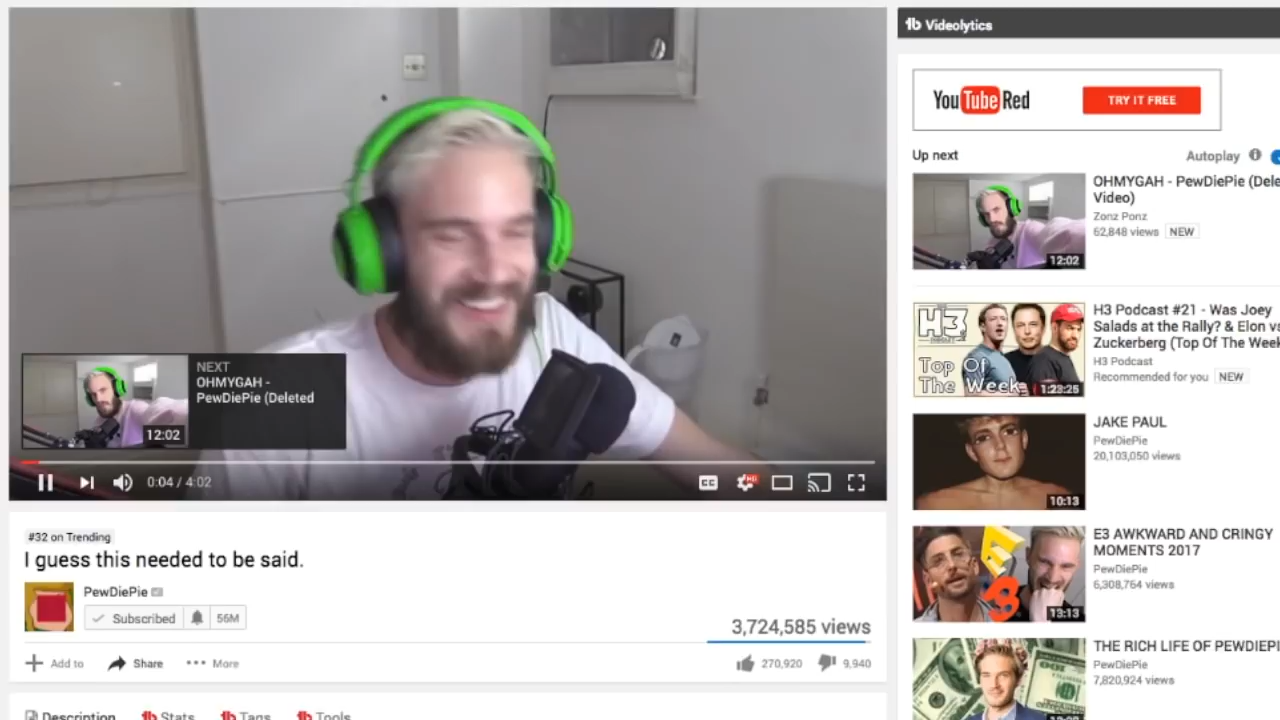 Videolytics
YouTube Red
TRY IT FREE
Up next
Autoplay
OHMYGAH - PewDiePie (Dele
Video)
Zonz Ponz
62,848 views NEW
12:02
H3 Podcast #21 - Was Joey
Salads at the Rally? & Elon vs
Zuckerberg (Top Of The Week
H3 Podcast
Recommended for you NEW
H3
PODCAST
Top Of
The Week
1:23:25
JAKE PAUL
PewDiePie
20,103,050 views
10:13
E3 AWKWARD AND CRINGY
MOMENTS 2017
PewDiePie
6,308,764 views
E3
13:13
THE RICH LIFE OF PEWDIEPI
PewDiePie
7,820,924 views
100
NEXT
OHMYGAH -
PewDiePie (Deleted
12:02
0:04 / 4:02
CC
HD
#32 on Trending
I guess this needed to be said.
PewDiePie
Subscribed 56M
3,724,585 views
Add to Share More
270,920 9,940
Description Stats Tags Tools